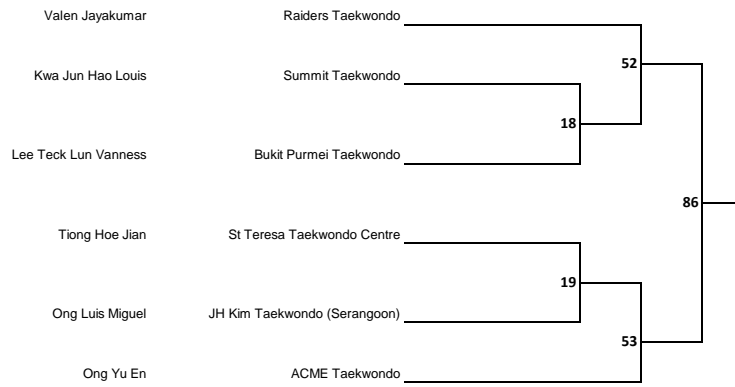 Valen Jayakumar Raiders Taekwondo
52
Kwa Jun Hao Louis Summit Taekwondo
18
Lee Teck Lun Vanness Bukit Purmei Taekwondo
86
Tiong Hoe Jian St Teresa Taekwondo Centre
19
Ong Luis Miguel JH Kim Taekwondo (Serangoon)
53
Ong Yu En ACME Taekwondo